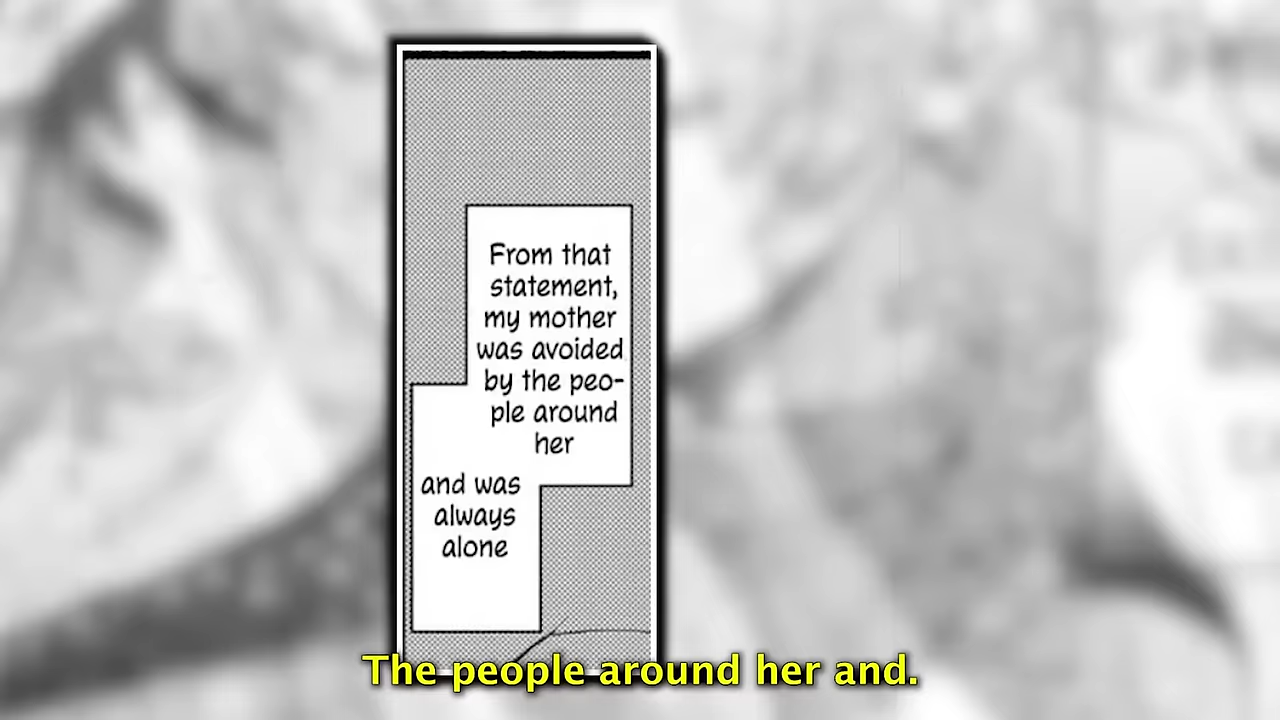 From that
statement,
my mother
was avoided
by the peo-
ple around
her
and was
always
alone
The people around her and.